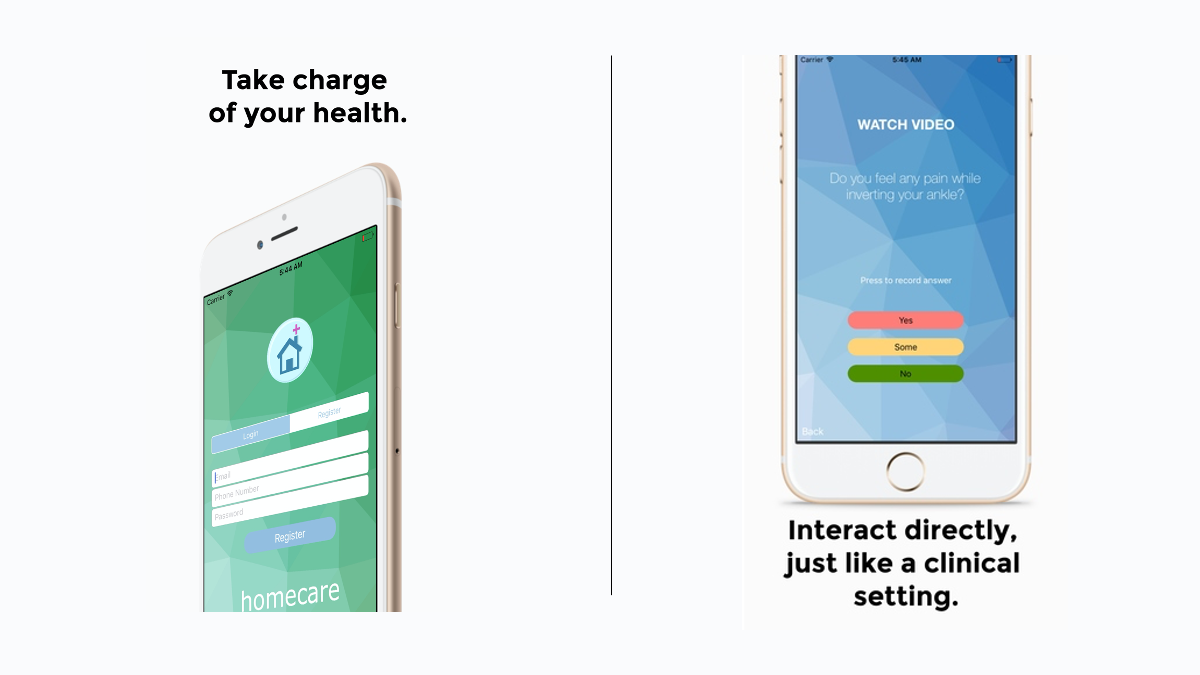 Take charge
of your health.
5:44 AM
Carrier
Login
Register
Email
Phone Number
Password
Register
homecare
Carrier
5:45 AM
WATCH VIDEO
Do you feel any pain while
inverting your ankle?
Press to record answer
Yes
Some
No
Back
Interact directly,
just like a clinical
setting.